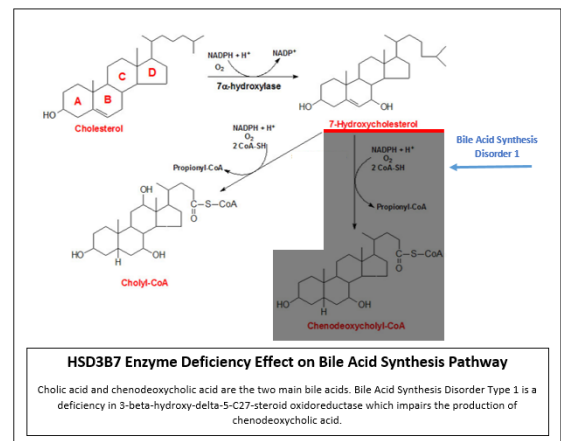 NADPH + H⁺
NADP⁺
O₂
7α-hydroxylase
A
B
C
D
HO
Cholesterol
HO
OH
7-Hydroxycholesterol
NADPH + H⁺
O₂
2 CoA-SH
Propionyl-CoA
NADPH + H⁺
O₂
2 CoA-SH
Propionyl-CoA
Bile Acid Synthesis
Disorder 1
OH
C–S–CoA
O
HO
H
OH
Cholyl-CoA
C–S–CoA
O
HO
H
OH
Chenodeoxycholyl-CoA
HSD3B7 Enzyme Deficiency Effect on Bile Acid Synthesis Pathway
Cholic acid and chenodeoxycholic acid are the two main bile acids. Bile Acid Synthesis Disorder Type 1 is a
deficiency in 3-beta-hydroxy-delta-5-C27-steroid oxidoreductase which impairs the production of
chenodeoxycholic acid.